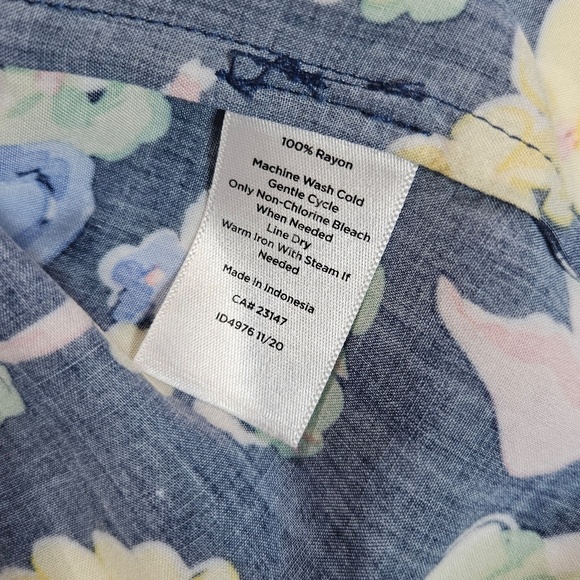 100% Rayon
Machine Wash Cold
Gentle Cycle
Only Non-Chlorine Bleach
When Needed
Line Dry
Warm Iron With Steam If
Needed
Made in Indonesia
CA# 23147
ID4976 11/20